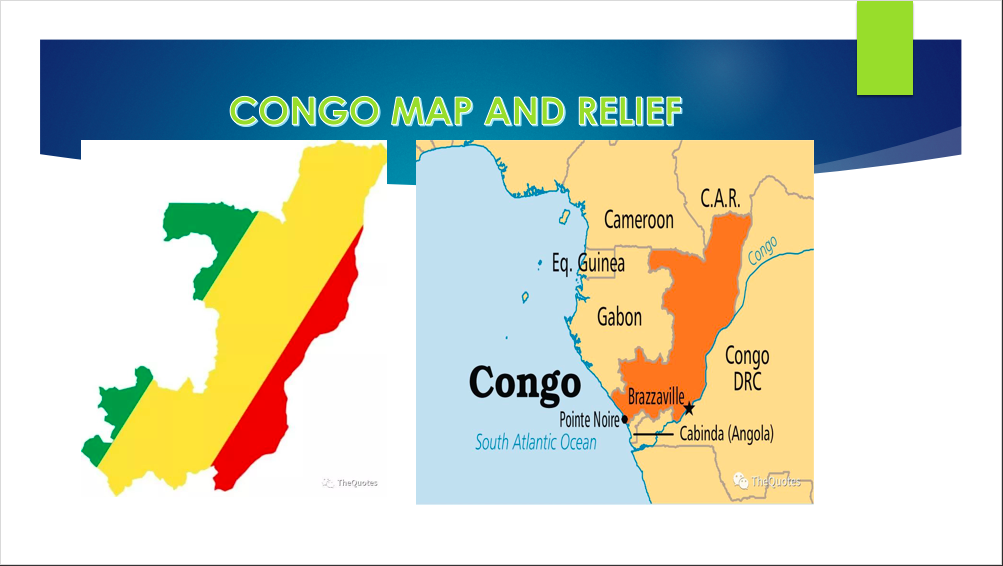 CONGO MAP AND RELIEF
TheQuotes
C.A.R.
Cameroon
Congo
Eq. Guinea
Gabon
Congo
DRC
Congo
Brazzaville
Pointe Noire
Cabinda (Angola)
South Atlantic Ocean
TheQuotes